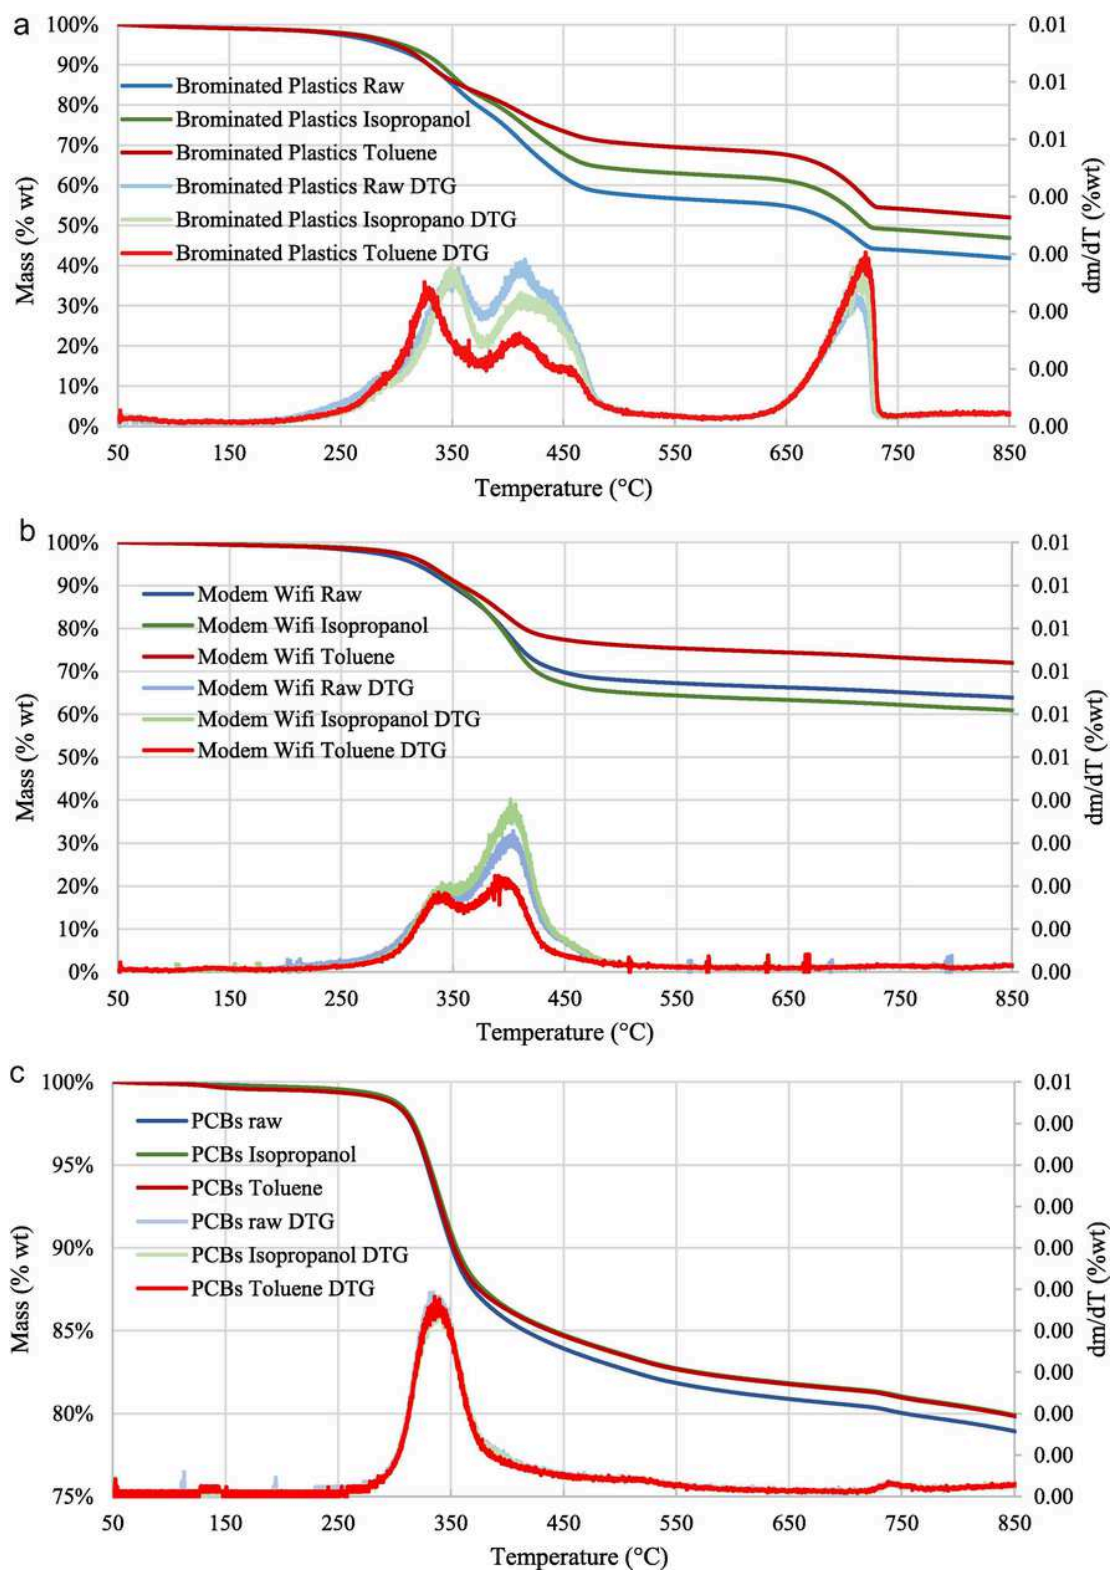 a
100%
90%
80%
70%
60%
50%
40%
30%
20%
10%
0%
Mass (% wt)
Brominated Plastics Raw
Brominated Plastics Isopropanol
Brominated Plastics Toluene
Brominated Plastics Raw DTG
Brominated Plastics Isopropano DTG
Brominated Plastics Toluene DTG
0.01
0.01
0.01
0.00
0.00
0.00
0.00
0.00
dm/dT (%wt)
50 150 250 350 450 550 650 750 850
Temperature (°C)
b
100%
90%
80%
70%
60%
50%
40%
30%
20%
10%
0%
Mass (% wt)
Modem Wifi Raw
Modem Wifi Isopropanol
Modem Wifi Toluene
Modem Wifi Raw DTG
Modem Wifi Isopropanol DTG
Modem Wifi Toluene DTG
0.01
0.01
0.01
0.01
0.01
0.00
0.00
0.00
0.00
0.00
dm/dT (%wt)
50 150 250 350 450 550 650 750 850
Temperature (°C)
c
100%
95%
90%
85%
80%
75%
Mass (% wt)
PCBs raw
PCBs Isopropanol
PCBs Toluene
PCBs raw DTG
PCBs Isopropanol DTG
PCBs Toluene DTG
0.01
0.00
0.00
0.00
0.00
0.00
0.00
0.00
0.00
0.00
0.00
dm/dT (%wt)
50 150 250 350 450 550 650 750 850
Temperature (°C)